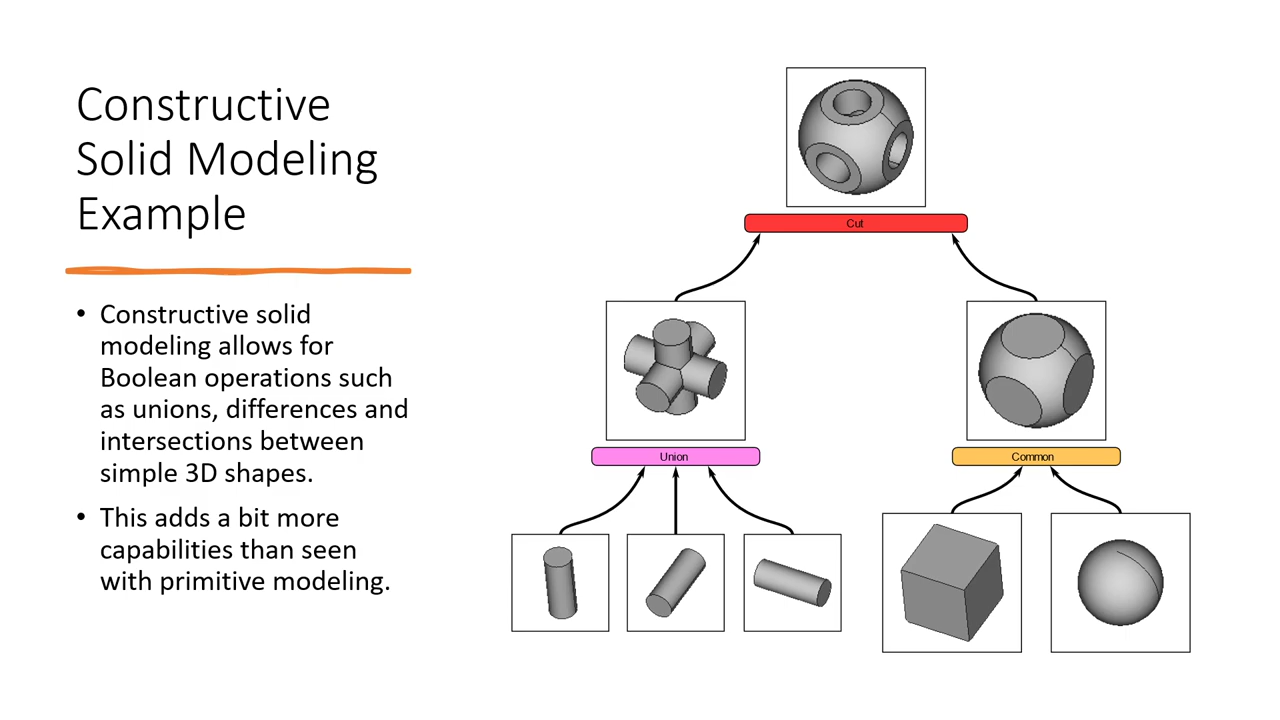 Constructive
Solid Modeling
Example
• Constructive solid
modeling allows for
Boolean operations such
as unions, differences and
intersections between
simple 3D shapes.
• This adds a bit more
capabilities than seen
with primitive modeling.
Cut
Union
Common